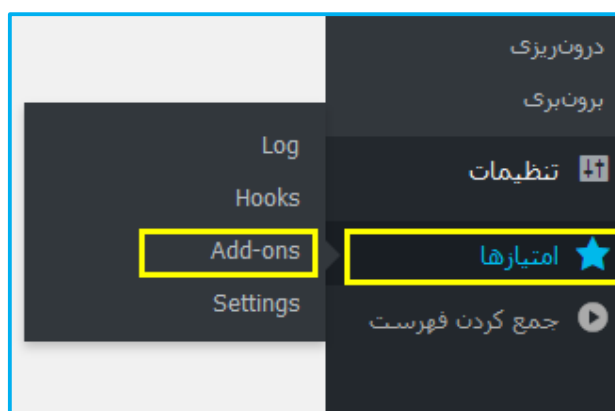 درون‌ریزی
برون‌بری
تنظیمات
امتیازها
جمع کردن فهرست
Log
Hooks
Add-ons
Settings